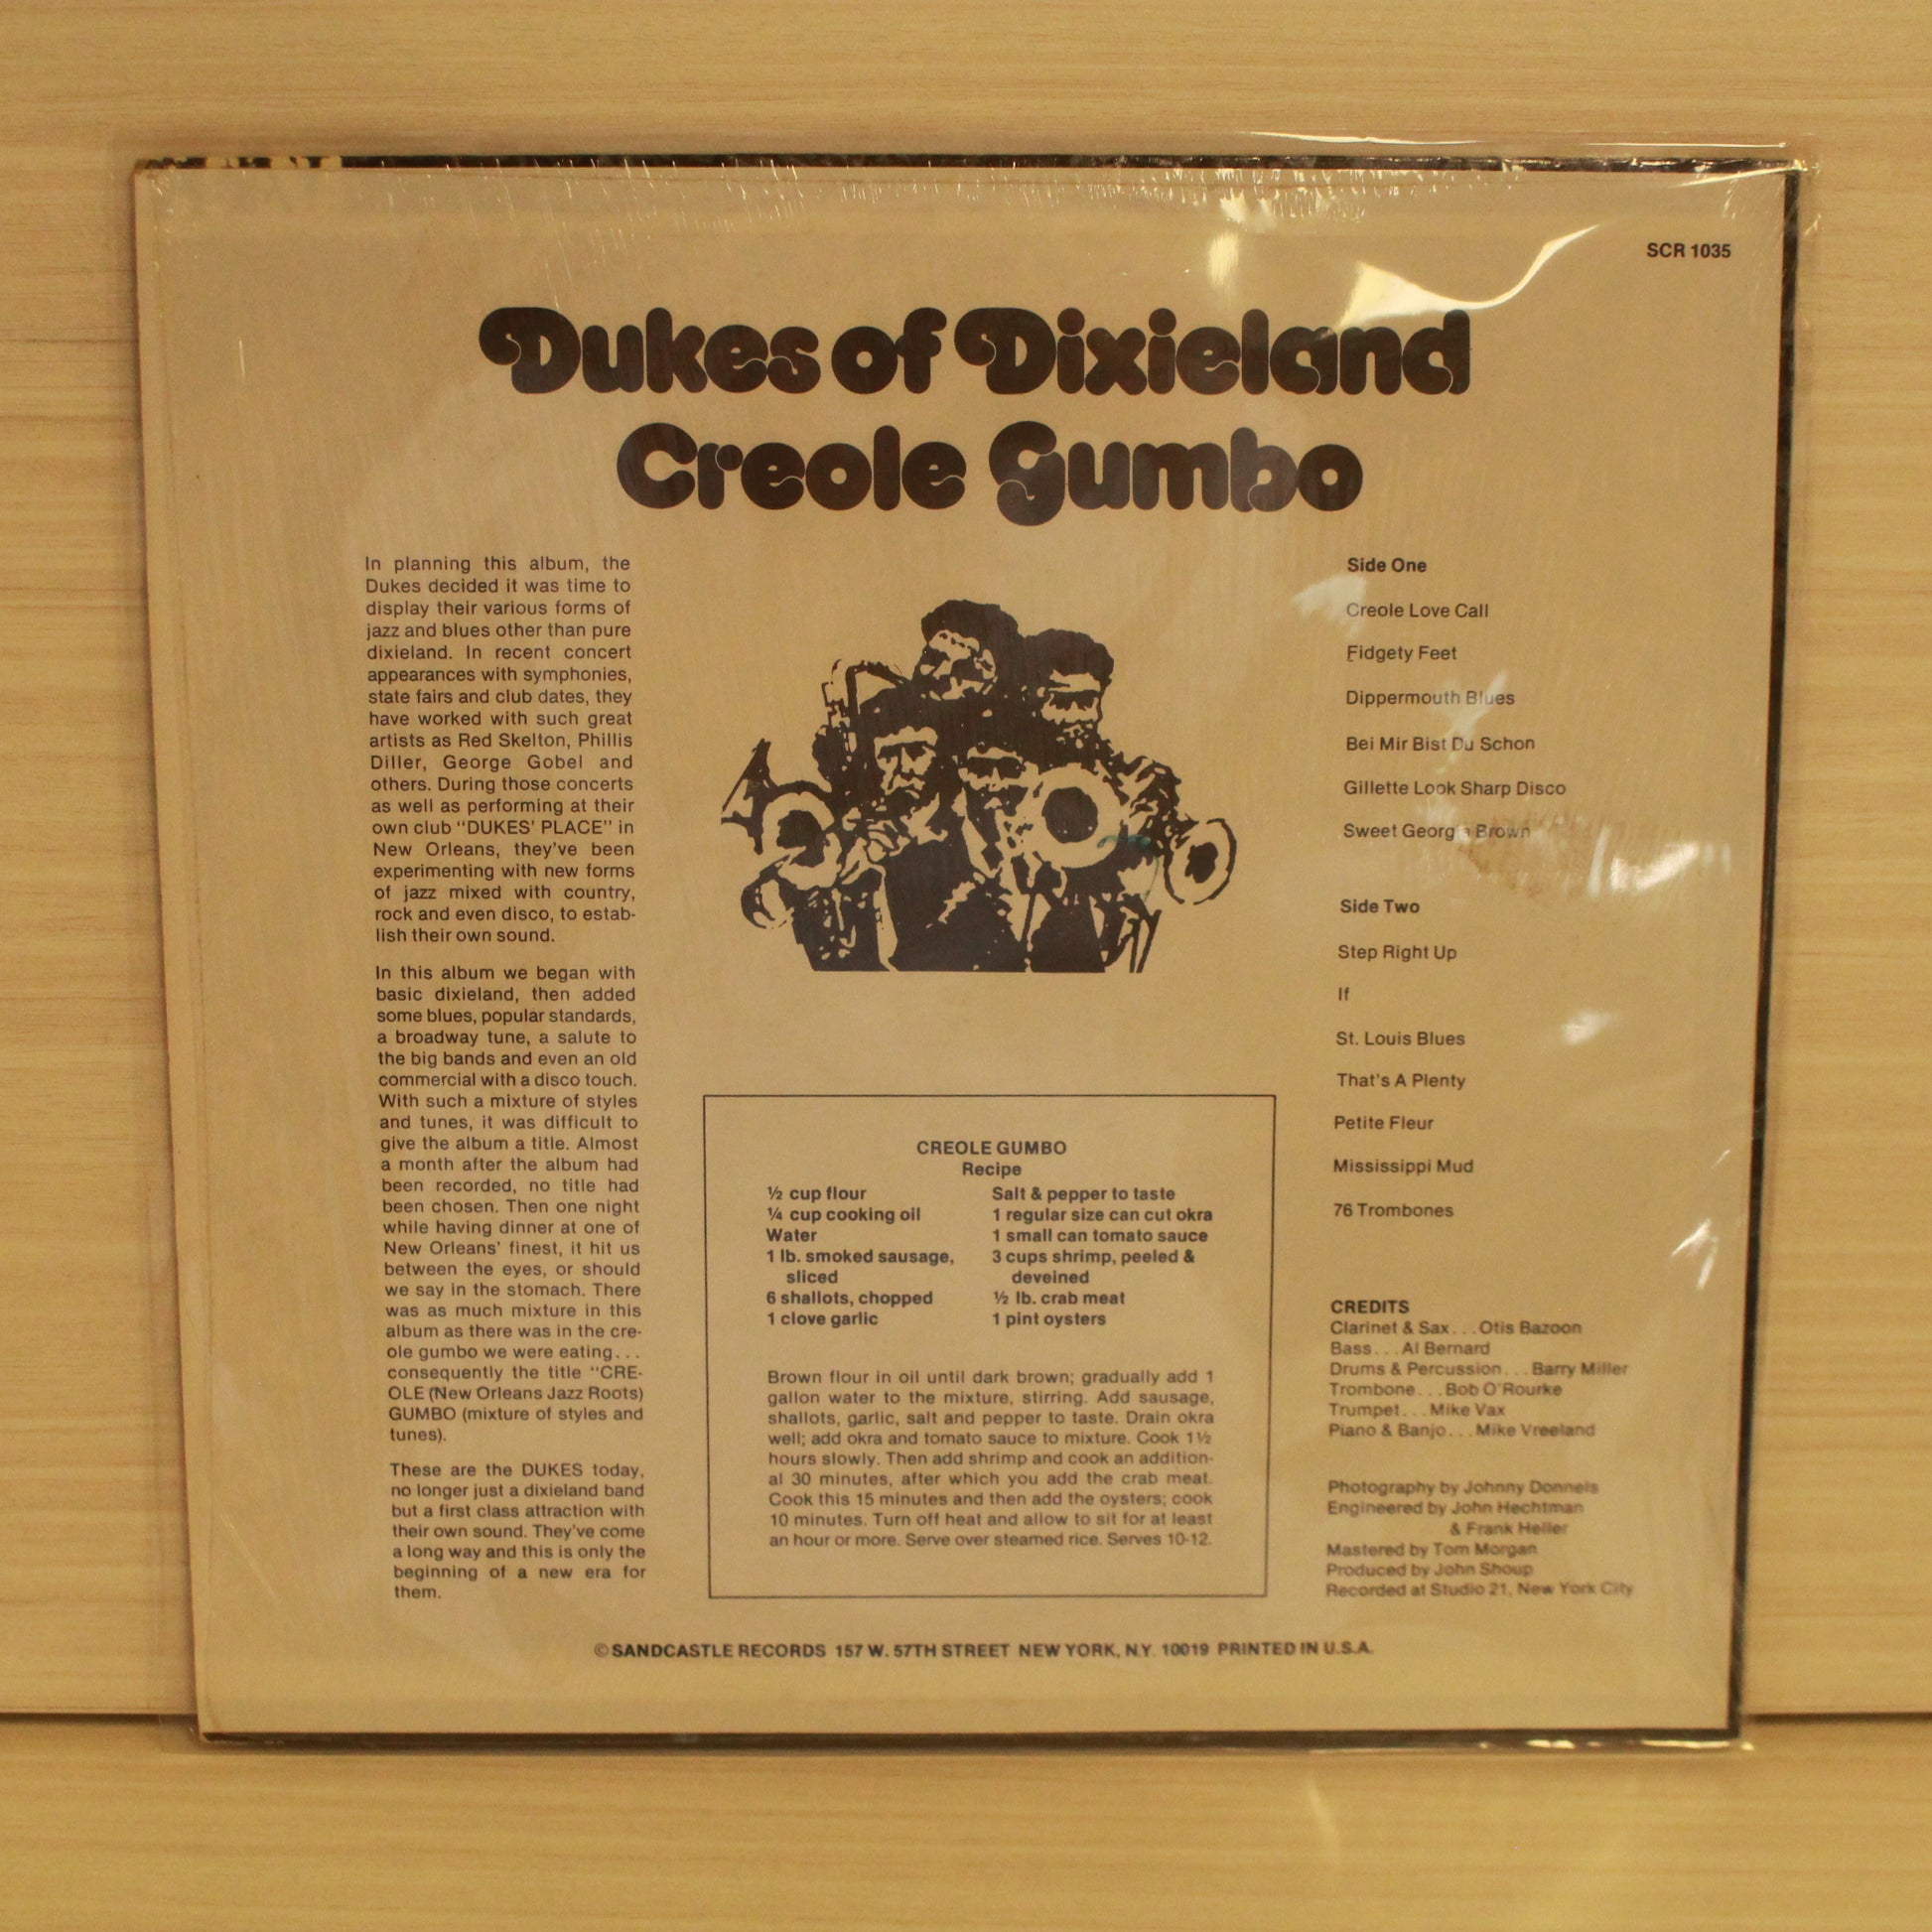 SCR 1035
Dukes of Dixieland
Creole Gumbo
In planning this album, the
Dukes decided it was time to
display their various forms of
jazz and blues other than pure
dixieland. In recent concert
appearances with symphonies,
state fairs and club dates, they
have worked with such great
artists as Red Skelton, Phillis
Diller, George Gobel and
others. During those concerts
as well as performing at their
own club "DUKES' PLACE" in
New Orleans, they've been
experimenting with new forms
of jazz mixed with country,
rock and even disco, to estab-
lish their own sound.
In this album we began with
basic dixieland, then added
some blues, popular standards,
a broadway tune, a salute to
the big bands and even an old
commercial with a disco touch.
With such a mixture of styles
and tunes, it was difficult to
give the album a title. Almost
a month after the album had
been recorded, no title had
been chosen. Then one night
while having dinner at one of
New Orleans' finest, it hit us
between the eyes, or should
we say in the stomach. There
was as much mixture in this
album as there was in the cre-
ole gumbo we were eating...
consequently the title "CRE-
OLE (New Orleans Jazz Roots)
GUMBO (mixture of styles and
tunes).
These are the DUKES today,
no longer just a dixieland band
but a first class attraction with
their own sound. They've come
a long way and this is only the
beginning of a new era for
them.
CREOLE GUMBO
Recipe
½ cup flour
¼ cup cooking oil
Water
1 lb. smoked sausage,
sliced
6 shallots, chopped
1 clove garlic
Salt & pepper to taste
1 regular size can cut okra
1 small can tomato sauce
3 cups shrimp, peeled &
deveined
½ lb. crab meat
1 pint oysters
Brown flour in oil until dark brown; gradually add 1
gallon water to the mixture, stirring. Add sausage,
shallots, garlic, salt and pepper to taste. Drain okra
well; add okra and tomato sauce to mixture. Cook 1½
hours slowly. Then add shrimp and cook an addition-
al 30 minutes, after which you add the crab meat.
Cook this 15 minutes and then add the oysters; cook
10 minutes. Turn off heat and allow to sit for at least
an hour or more. Serve over steamed rice. Serves 10-12.
Side One
Creole Love Call
Fidgety Feet
Dippermouth Blues
Bei Mir Bist Du Schon
Gillette Look Sharp Disco
Sweet Georgia Brown
Side Two
Step Right Up
If
St. Louis Blues
That's A Plenty
Petite Fleur
Mississippi Mud
76 Trombones
CREDITS
Clarinet & Sax...Otis Bazoon
Bass...Al Bernard
Drums & Percussion...Barry Miller
Trombone...Bob O'Rourke
Trumpet...Mike Vax
Piano & Banjo...Mike Vreeland
Photography by Johnny Donnels
Engineered by John Hechtman
& Frank Heller
Mastered by Tom Morgan
Produced by John Shoup
Recorded at Studio 21, New York City
©SANDCASTLE RECORDS 157 W. 57TH STREET NEW YORK, N.Y. 10019 PRINTED IN U.S.A.